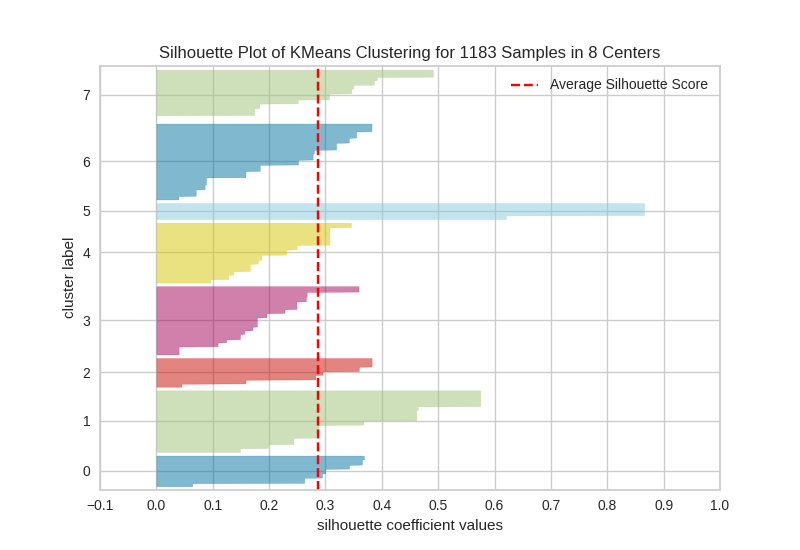 Silhouette Plot of KMeans Clustering for 1183 Samples in 8 Centers
Average Silhouette Score
7
6
5
4
3
2
1
0
cluster label
−0.1 0.0 0.1 0.2 0.3 0.4 0.5 0.6 0.7 0.8 0.9 1.0
silhouette coefficient values